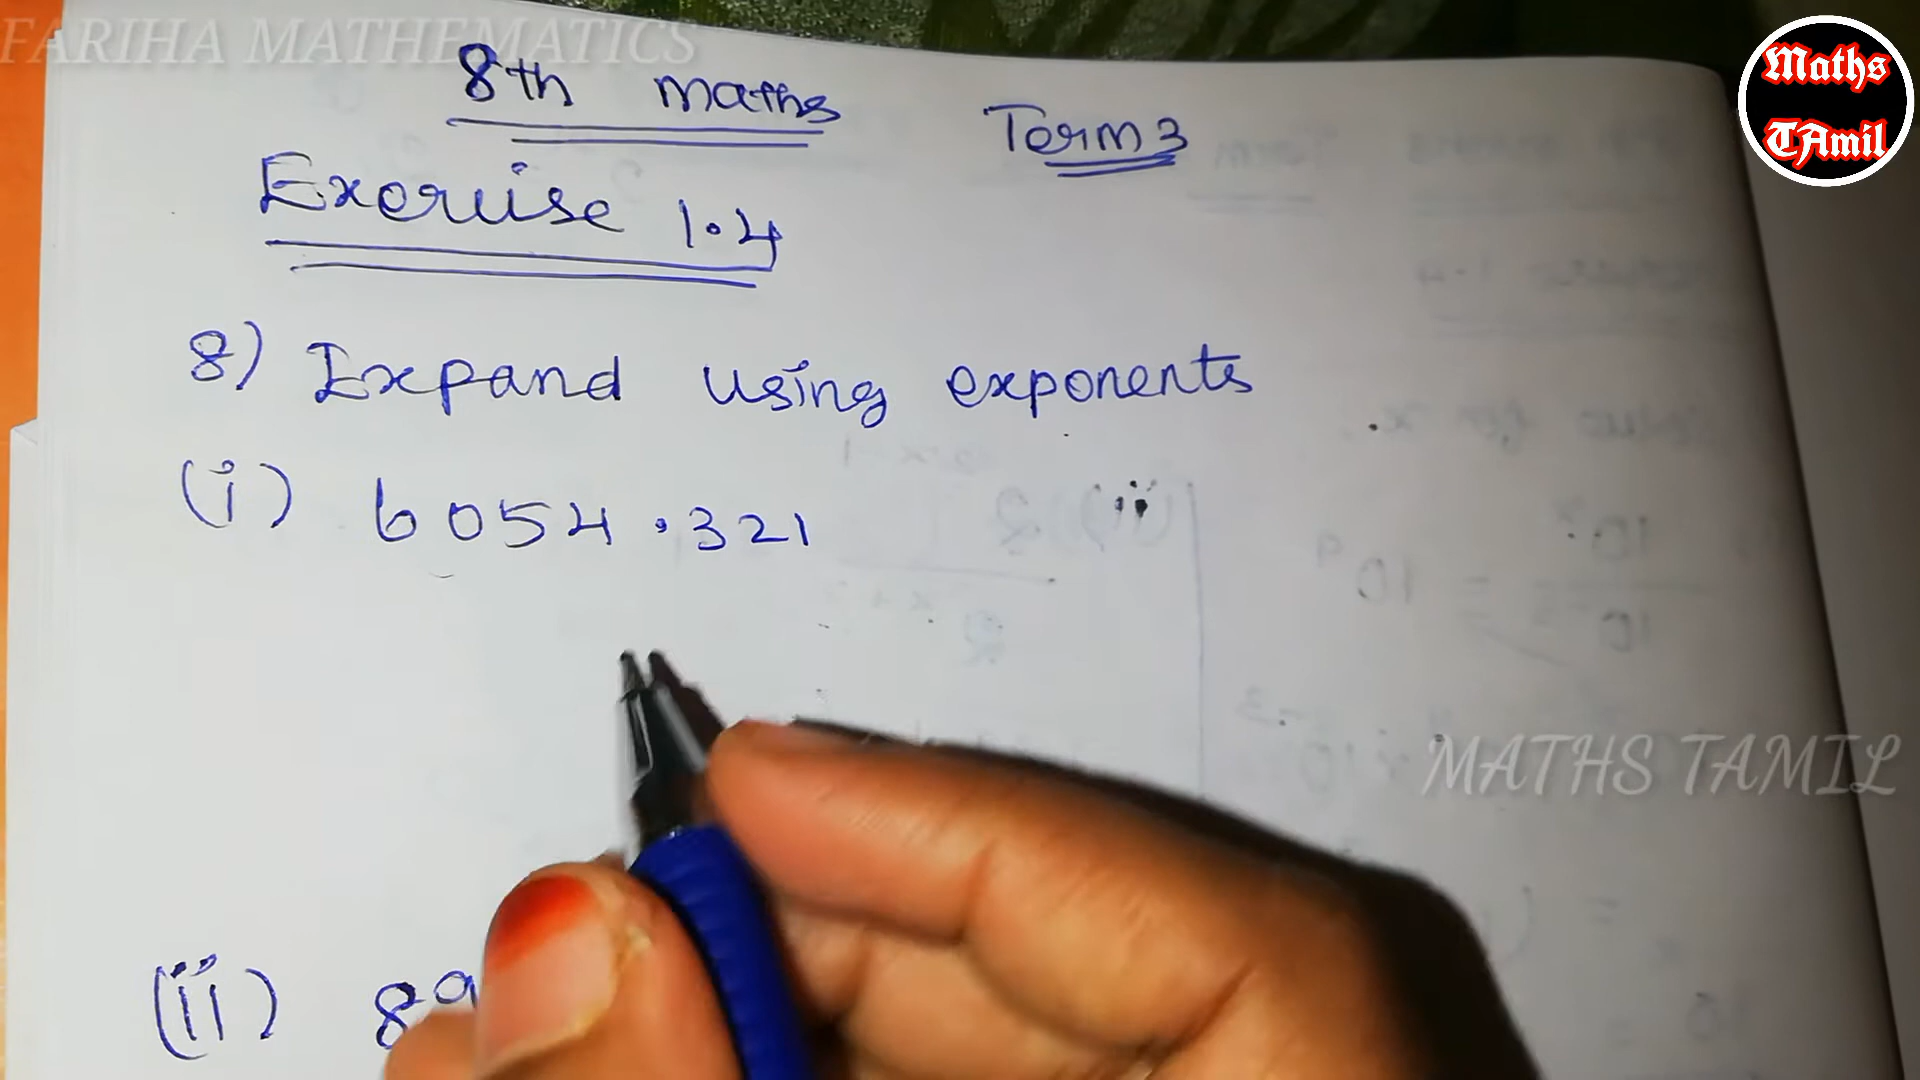 FARIHA MATHEMATICS
Maths
TAmil
8th maths Term 3
Exercise 1.4
8) Expand using exponents
(i) 6054.321
(ii) 89
MATHS TAMIL